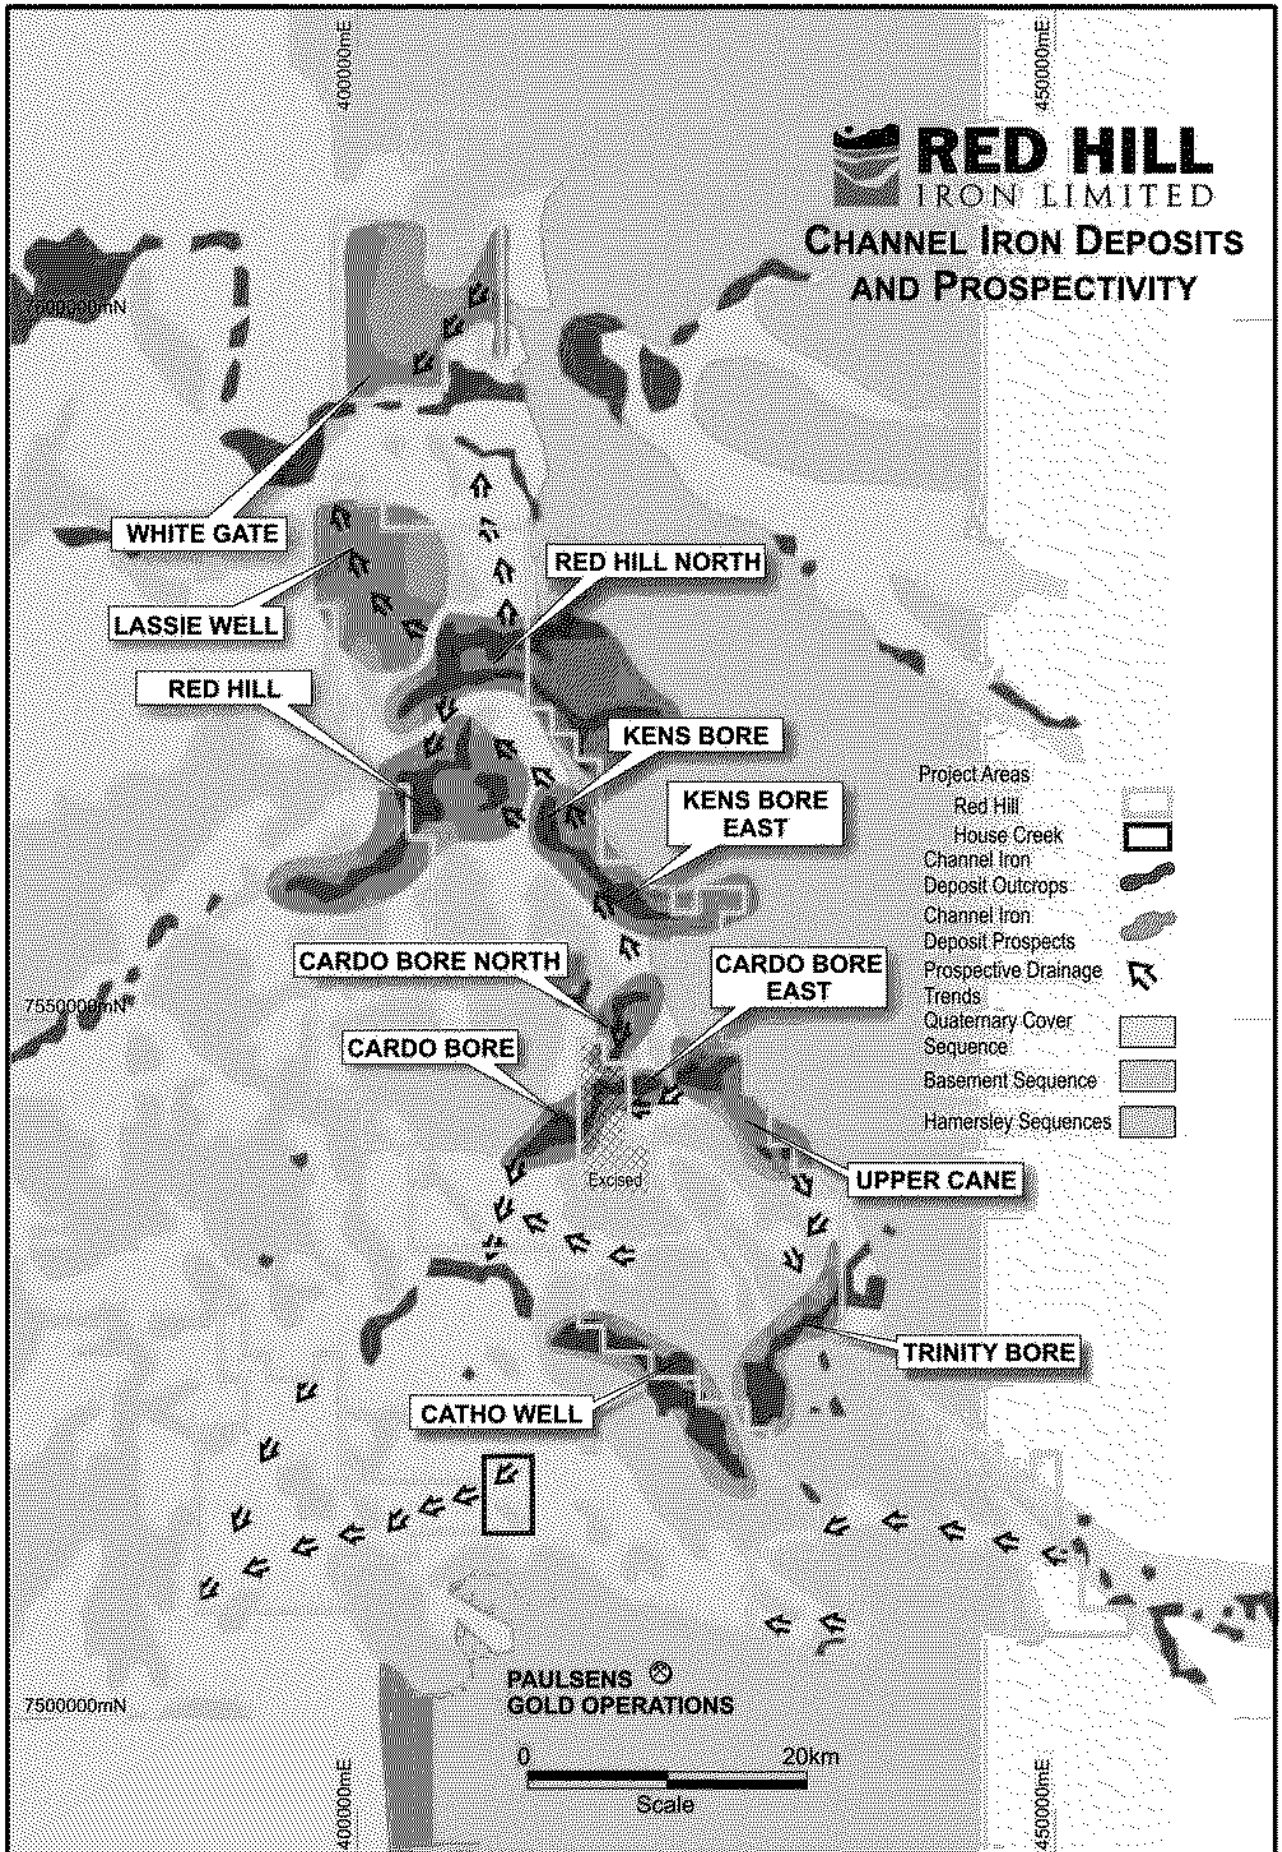 400000mE
450000mE
RED HILL
IRON LIMITED
CHANNEL IRON DEPOSITS
AND PROSPECTIVITY
7600000mN
WHITE GATE
RED HILL NORTH
LASSIE WELL
RED HILL
KENS BORE
KENS BORE
EAST
Project Areas
Red Hill
House Creek
Channel Iron
Deposit Outcrops
Channel Iron
Deposit Prospects
Prospective Drainage
Trends
Quaternary Cover
Sequence
Basement Sequence
Hamersley Sequences
CARDO BORE NORTH
CARDO BORE
EAST
7550000mN
CARDO BORE
Excised
UPPER CANE
TRINITY BORE
CATHO WELL
PAULSENS
GOLD OPERATIONS
7500000mN
0
20km
Scale
400000mE
450000mE